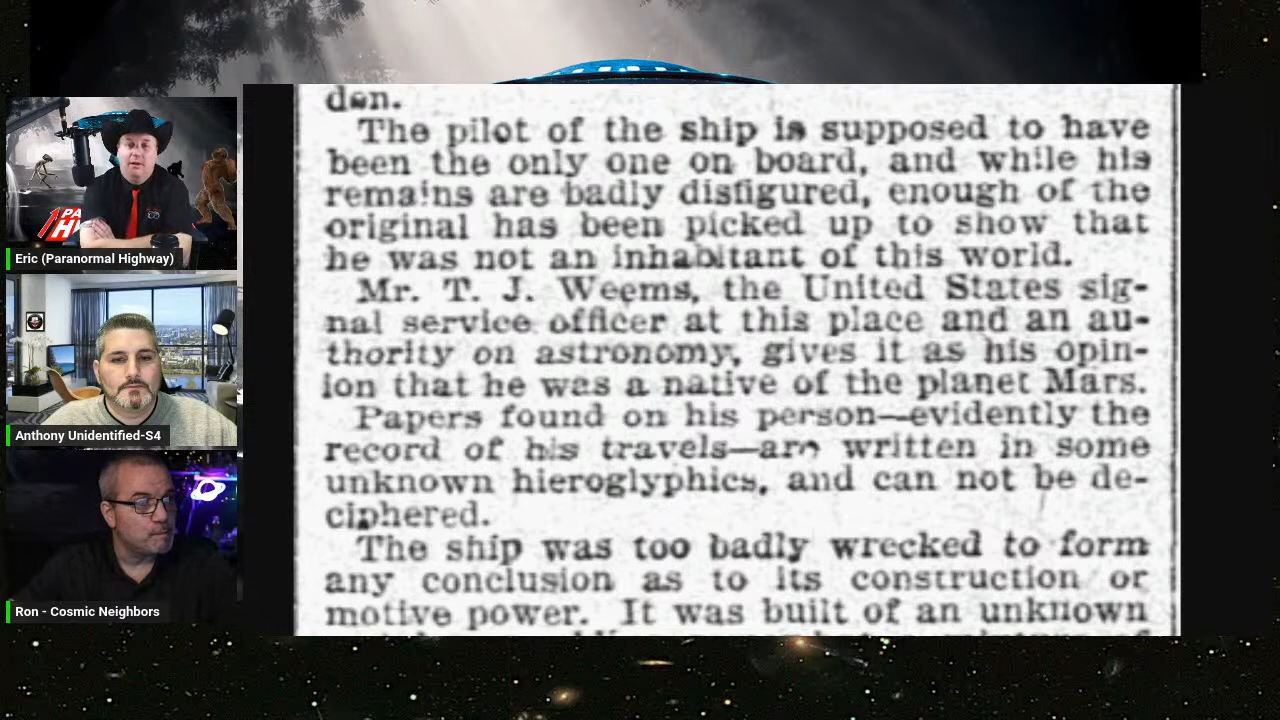 den.
The pilot of the ship is supposed to have
been the only one on board, and while his
remains are badly disfigured, enough of the
original has been picked up to show that
he was not an inhabitant of this world.
Mr. T. J. Weems, the United States sig-
nal service officer at this place and an au-
thority on astronomy, gives it as his opin-
ion that he was a native of the planet Mars.
Papers found on his person—evidently the
record of his travels—are written in some
unknown hieroglyphics, and can not be de-
ciphered.
The ship was too badly wrecked to form
any conclusion as to its construction or
motive power. It was built of an unknown
PA
H
Eric (Paranormal Highway)
Anthony Unidentified-S4
Ron - Cosmic Neighbors